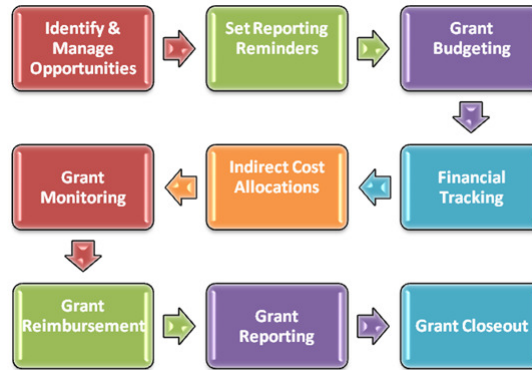 Identify &
Manage
Opportunities
Set Reporting
Reminders
Grant
Budgeting
Grant
Monitoring
Indirect Cost
Allocations
Financial
Tracking
Grant
Reimbursement
Grant
Reporting
Grant Closeout